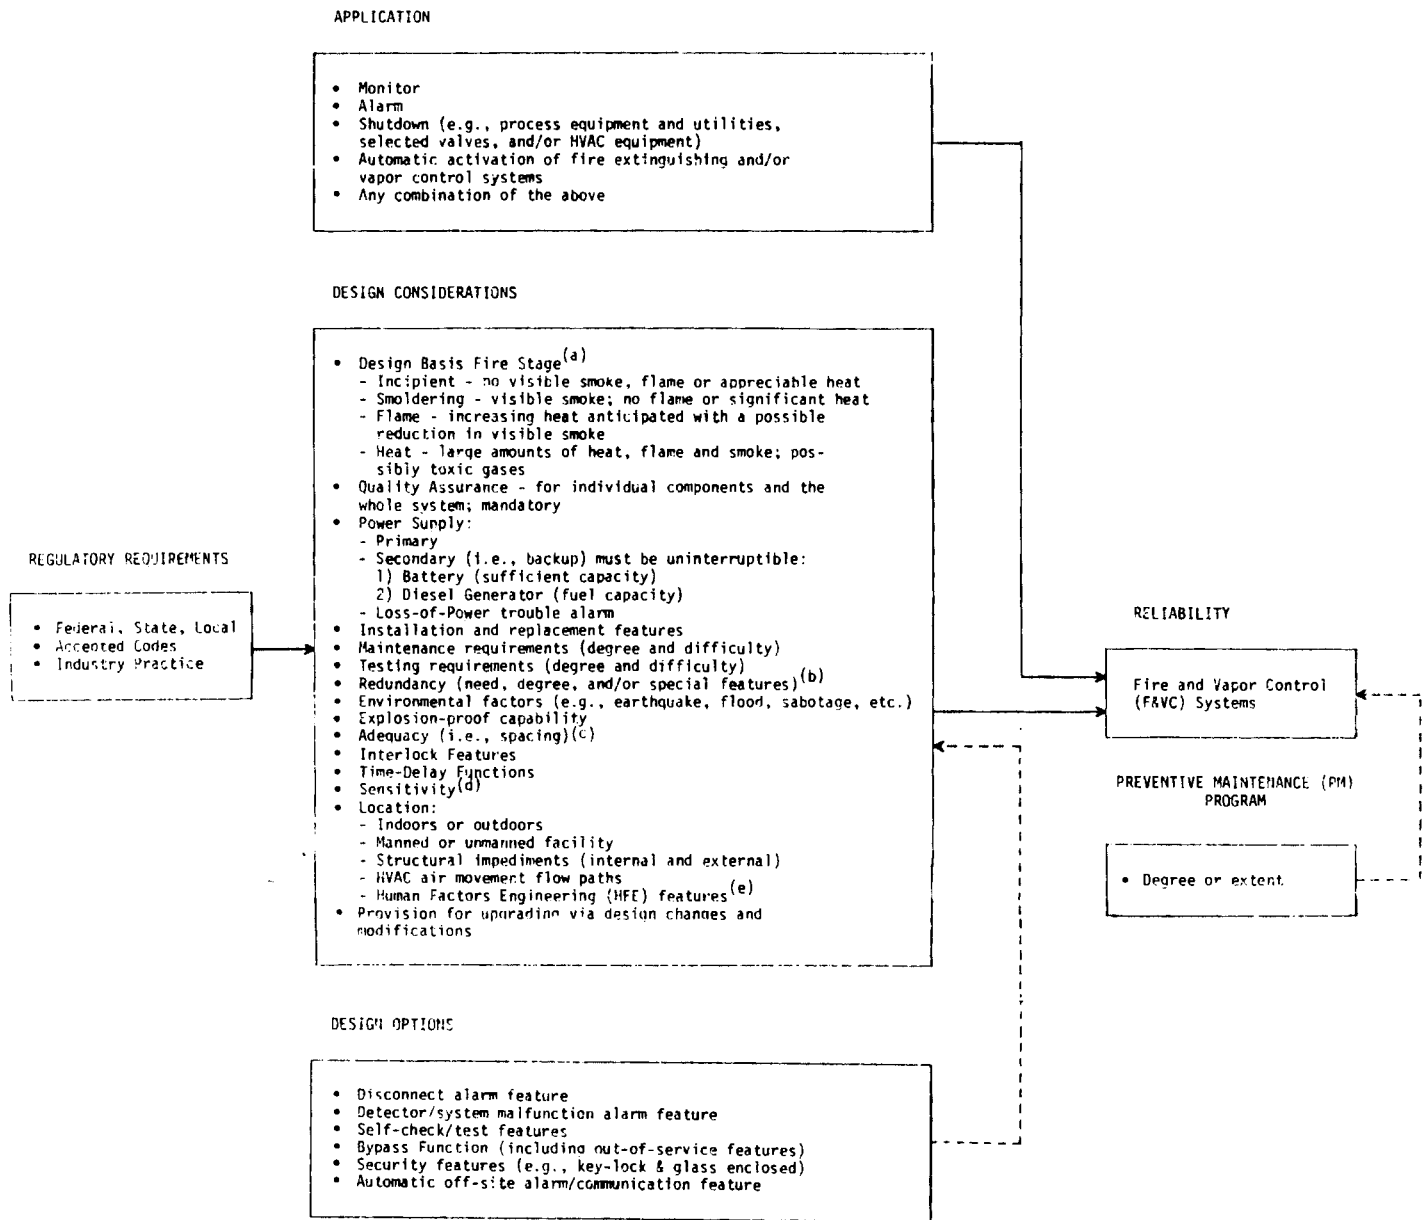 APPLICATION
• Monitor
• Alarm
• Shutdown (e.g., process equipment and utilities,
selected valves, and/or HVAC equipment)
• Automatic activation of fire extinguishing and/or
vapor control systems
• Any combination of the above
DESIGN CONSIDERATIONS
• Design Basis Fire Stage(a)
- Incipient - no visible smoke, flame or appreciable heat
- Smoldering - visible smoke; no flame or significant heat
- Flame - increasing heat anticipated with a possible
reduction in visible smoke
- Heat - large amounts of heat, flame and smoke; pos-
sibly toxic gases
• Quality Assurance - for individual components and the
whole system; mandatory
• Power Supply:
- Primary
- Secondary (i.e., backup) must be uninterruptible:
1) Battery (sufficient capacity)
2) Diesel Generator (fuel capacity)
- Loss-of-Power trouble alarm
• Installation and replacement features
• Maintenance requirements (degree and difficulty)
• Testing requirements (degree and difficulty)
• Redundancy (need, degree, and/or special features)(b)
• Environmental factors (e.g., earthquake, flood, sabotage, etc.)
• Explosion-proof capability
• Adequacy (i.e., spacing)(c)
• Interlock Features
• Time-Delay Functions
• Sensitivity(d)
• Location:
- Indoors or outdoors
- Manned or unmanned facility
- Structural impediments (internal and external)
- HVAC air movement flow paths
- Human Factors Engineering (HFE) features(e)
• Provision for upgrading via design changes and
modifications
REGULATORY REQUIREMENTS
• Federal, State, Local
• Accepted Codes
• Industry Practice
RELIABILITY
Fire and Vapor Control
(F&VC) Systems
PREVENTIVE MAINTENANCE (PM)
PROGRAM
• Degree or extent
DESIGN OPTIONS
• Disconnect alarm feature
• Detector/system malfunction alarm feature
• Self-check/test features
• Bypass Function (including out-of-service features)
• Security features (e.g., key-lock & glass enclosed)
• Automatic off-site alarm/communication feature